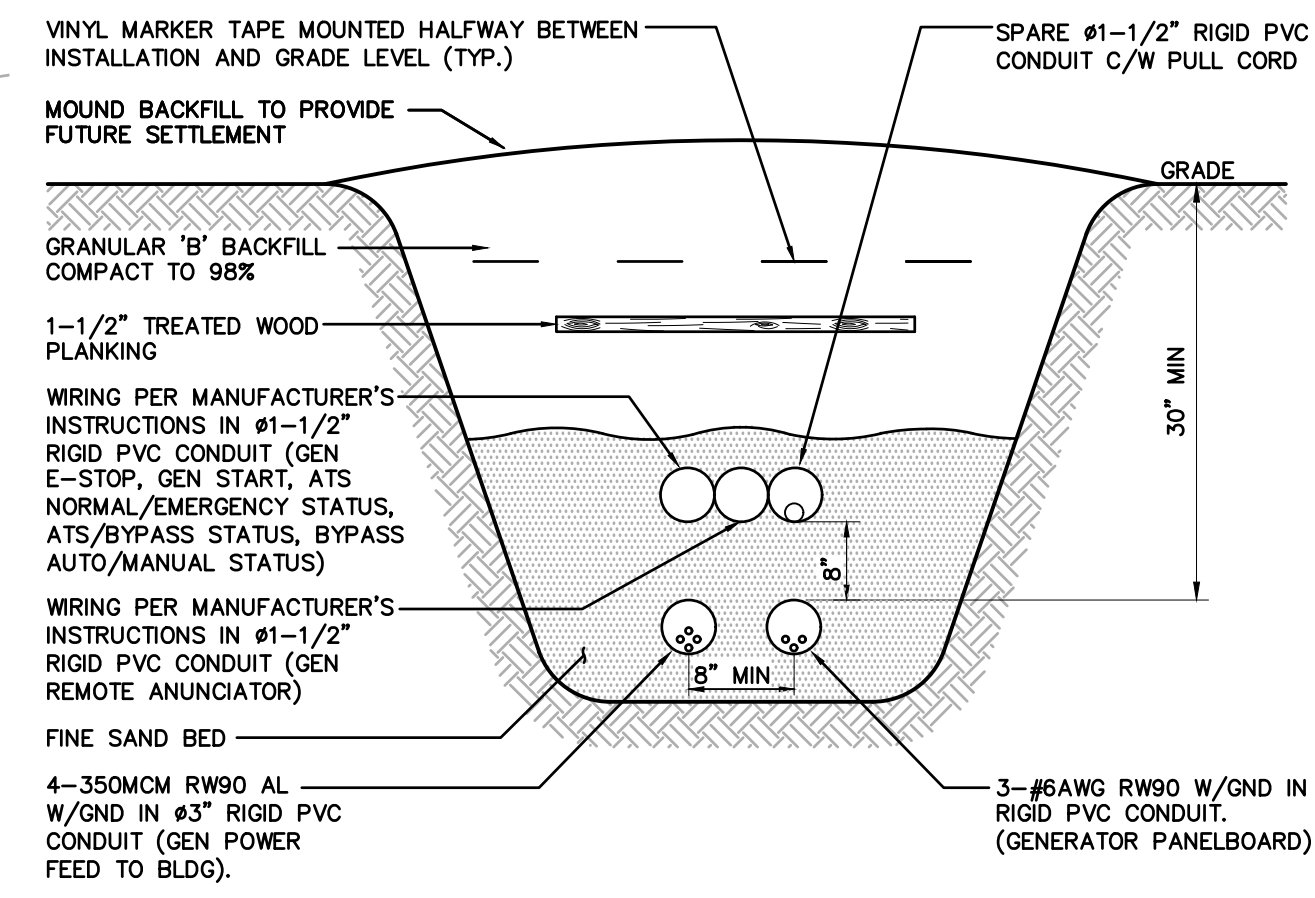 VINYL MARKER TAPE MOUNTED HALFWAY BETWEEN
INSTALLATION AND GRADE LEVEL (TYP.)
SPARE ø1-1/2" RIGID PVC
CONDUIT C/W PULL CORD
MOUND BACKFILL TO PROVIDE
FUTURE SETTLEMENT
GRADE
GRANULAR 'B' BACKFILL
COMPACT TO 98%
1-1/2" TREATED WOOD
PLANKING
30" MIN
WIRING PER MANUFACTURER'S
INSTRUCTIONS IN ø1-1/2"
RIGID PVC CONDUIT (GEN
E-STOP, GEN START, ATS
NORMAL/EMERGENCY STATUS,
ATS/BYPASS STATUS, BYPASS
AUTO/MANUAL STATUS)
8"
WIRING PER MANUFACTURER'S
INSTRUCTIONS IN ø1-1/2"
RIGID PVC CONDUIT (GEN
REMOTE ANUNCIATOR)
8" MIN
FINE SAND BED
4-350MCM RW90 AL
W/GND IN ø3" RIGID PVC
CONDUIT (GEN POWER
FEED TO BLDG).
3-#6AWG RW90 W/GND IN
RIGID PVC CONDUIT.
(GENERATOR PANELBOARD)